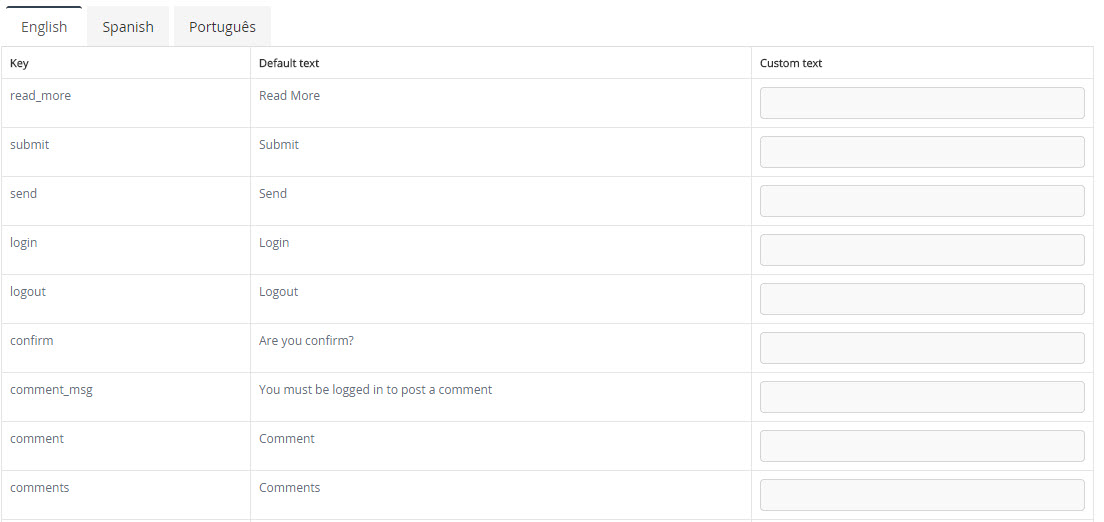 English Spanish Português
Key Default text Custom text
read_more Read More
submit Submit
send Send
login Login
logout Logout
confirm Are you confirm?
comment_msg You must be logged in to post a comment
comment Comment
comments Comments